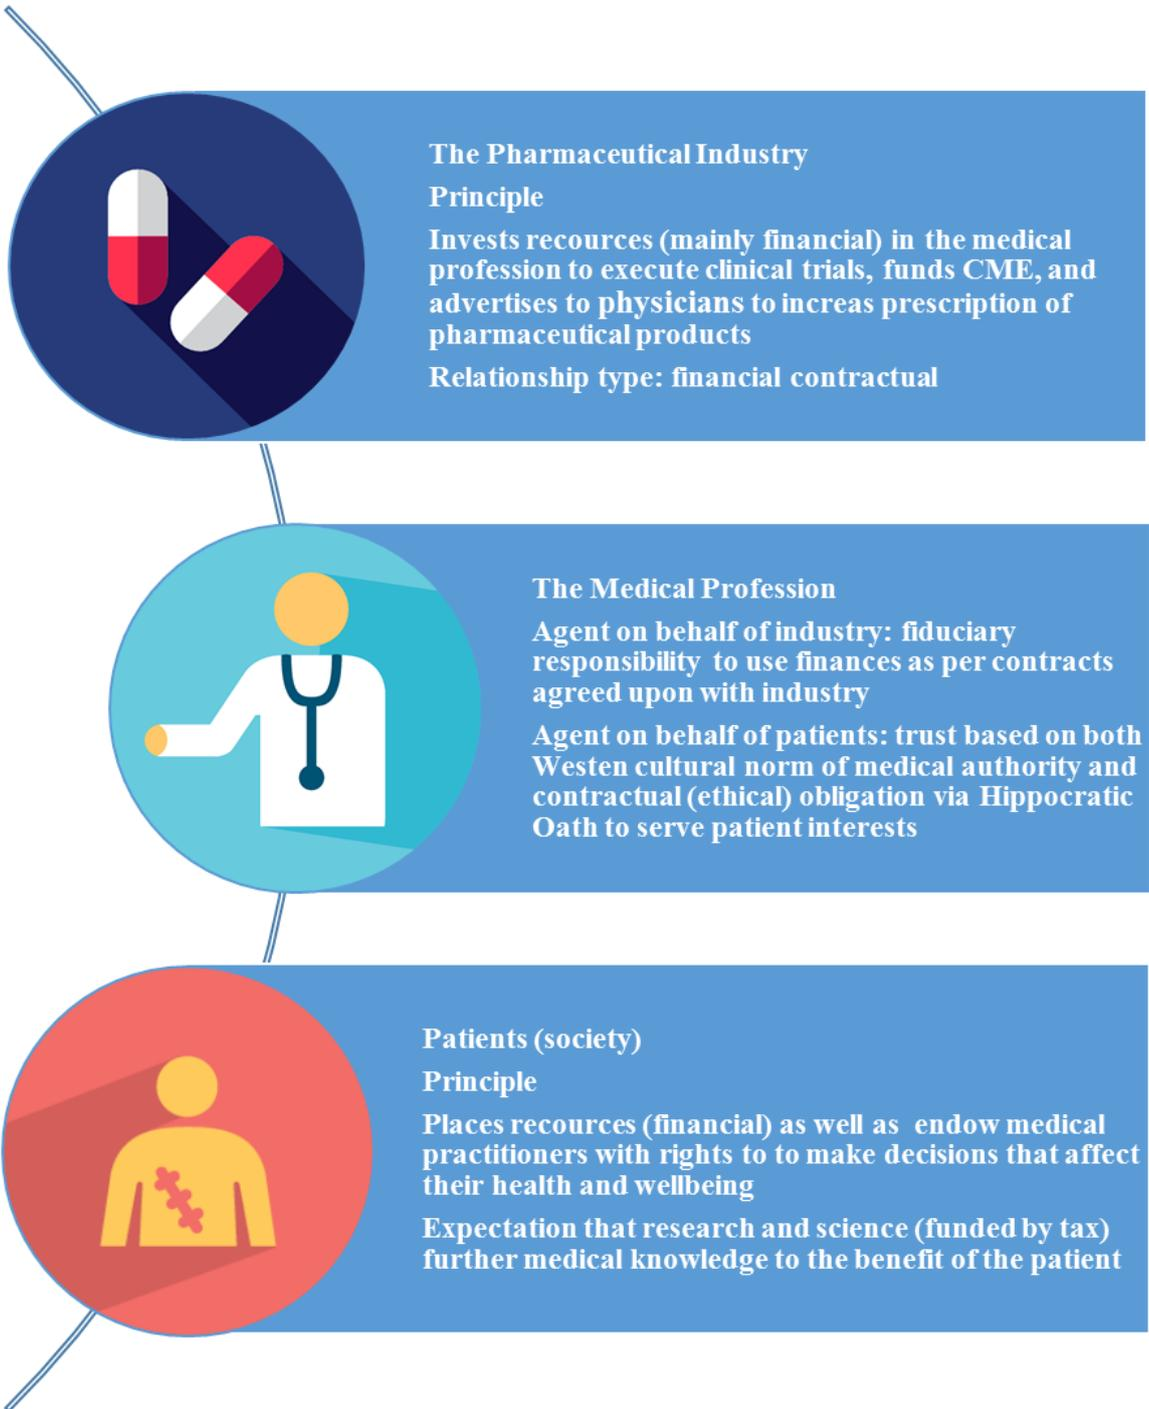 The Pharmaceutical Industry
Principle
Invests recources (mainly financial) in the medical
profession to execute clinical trials, funds CME, and
advertises to physicians to increas prescription of
pharmaceutical products
Relationship type: financial contractual
The Medical Profession
Agent on behalf of industry: fiduciary
responsibility to use finances as per contracts
agreed upon with industry
Agent on behalf of patients: trust based on both
Westen cultural norm of medical authority and
contractual (ethical) obligation via Hippocratic
Oath to serve patient interests
Patients (society)
Principle
Places recources (financial) as well as endow medical
practitioners with rights to to make decisions that affect
their health and wellbeing
Expectation that research and science (funded by tax)
further medical knowledge to the benefit of the patient